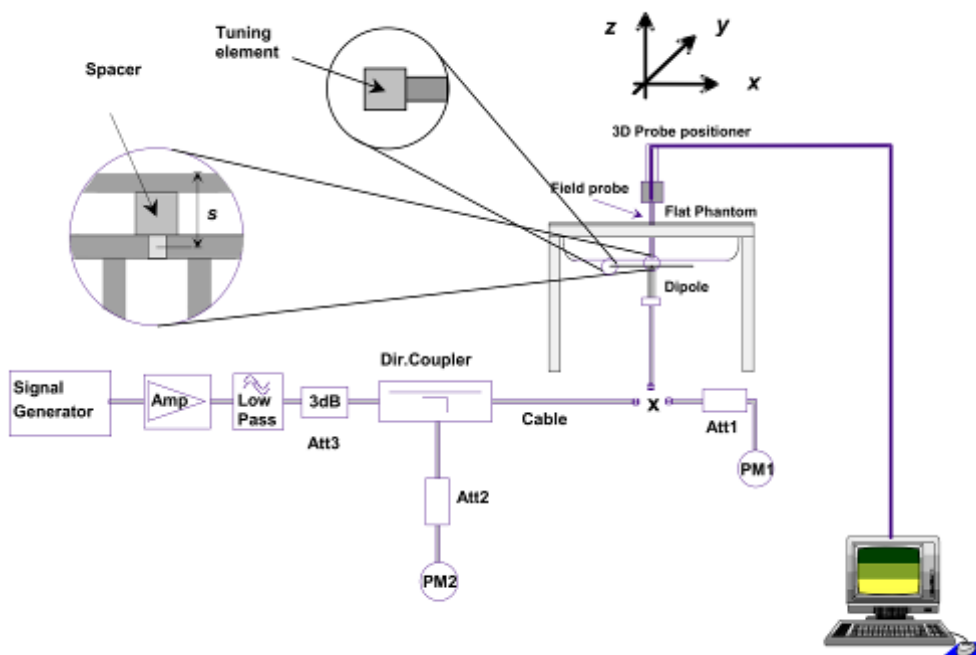 Tuning
element
Spacer
z
y
x
3D Probe positioner
Field probe
Flat Phantom
s
Dipole
Dir.Coupler
Signal
Generator
Amp
Low
Pass
3dB
Att3
Cable
x
Att1
PM1
Att2
PM2